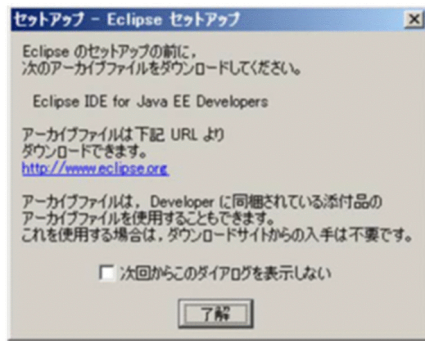 セットアップ - Eclipse セットアップ
Eclipse のセットアップの前に，
次のアーカイブファイルをダウンロードしてください。
Eclipse IDE for Java EE Developers
アーカイブファイルは下記 URL より
ダウンロードできます。
http://www.eclipse.org
アーカイブファイルは，Developer に同梱されている添付品の
アーカイブファイルを使用することもできます。
これを使用する場合は，ダウンロードサイトからの入手は不要です。
次回からこのダイアログを表示しない
了解